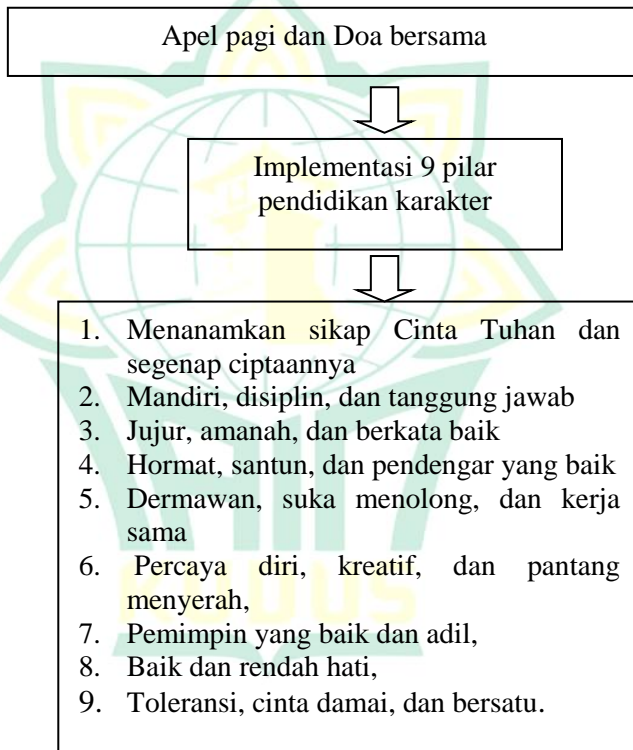 Apel pagi dan Doa bersama
Implementasi 9 pilar
pendidikan karakter
1. Menanamkan sikap Cinta Tuhan dan
segenap ciptaannya
2. Mandiri, disiplin, dan tanggung jawab
3. Jujur, amanah, dan berkata baik
4. Hormat, santun, dan pendengar yang baik
5. Dermawan, suka menolong, dan kerja
sama
6. Percaya diri, kreatif, dan pantang
menyerah,
7. Pemimpin yang baik dan adil,
8. Baik dan rendah hati,
9. Toleransi, cinta damai, dan bersatu.
KUDUS